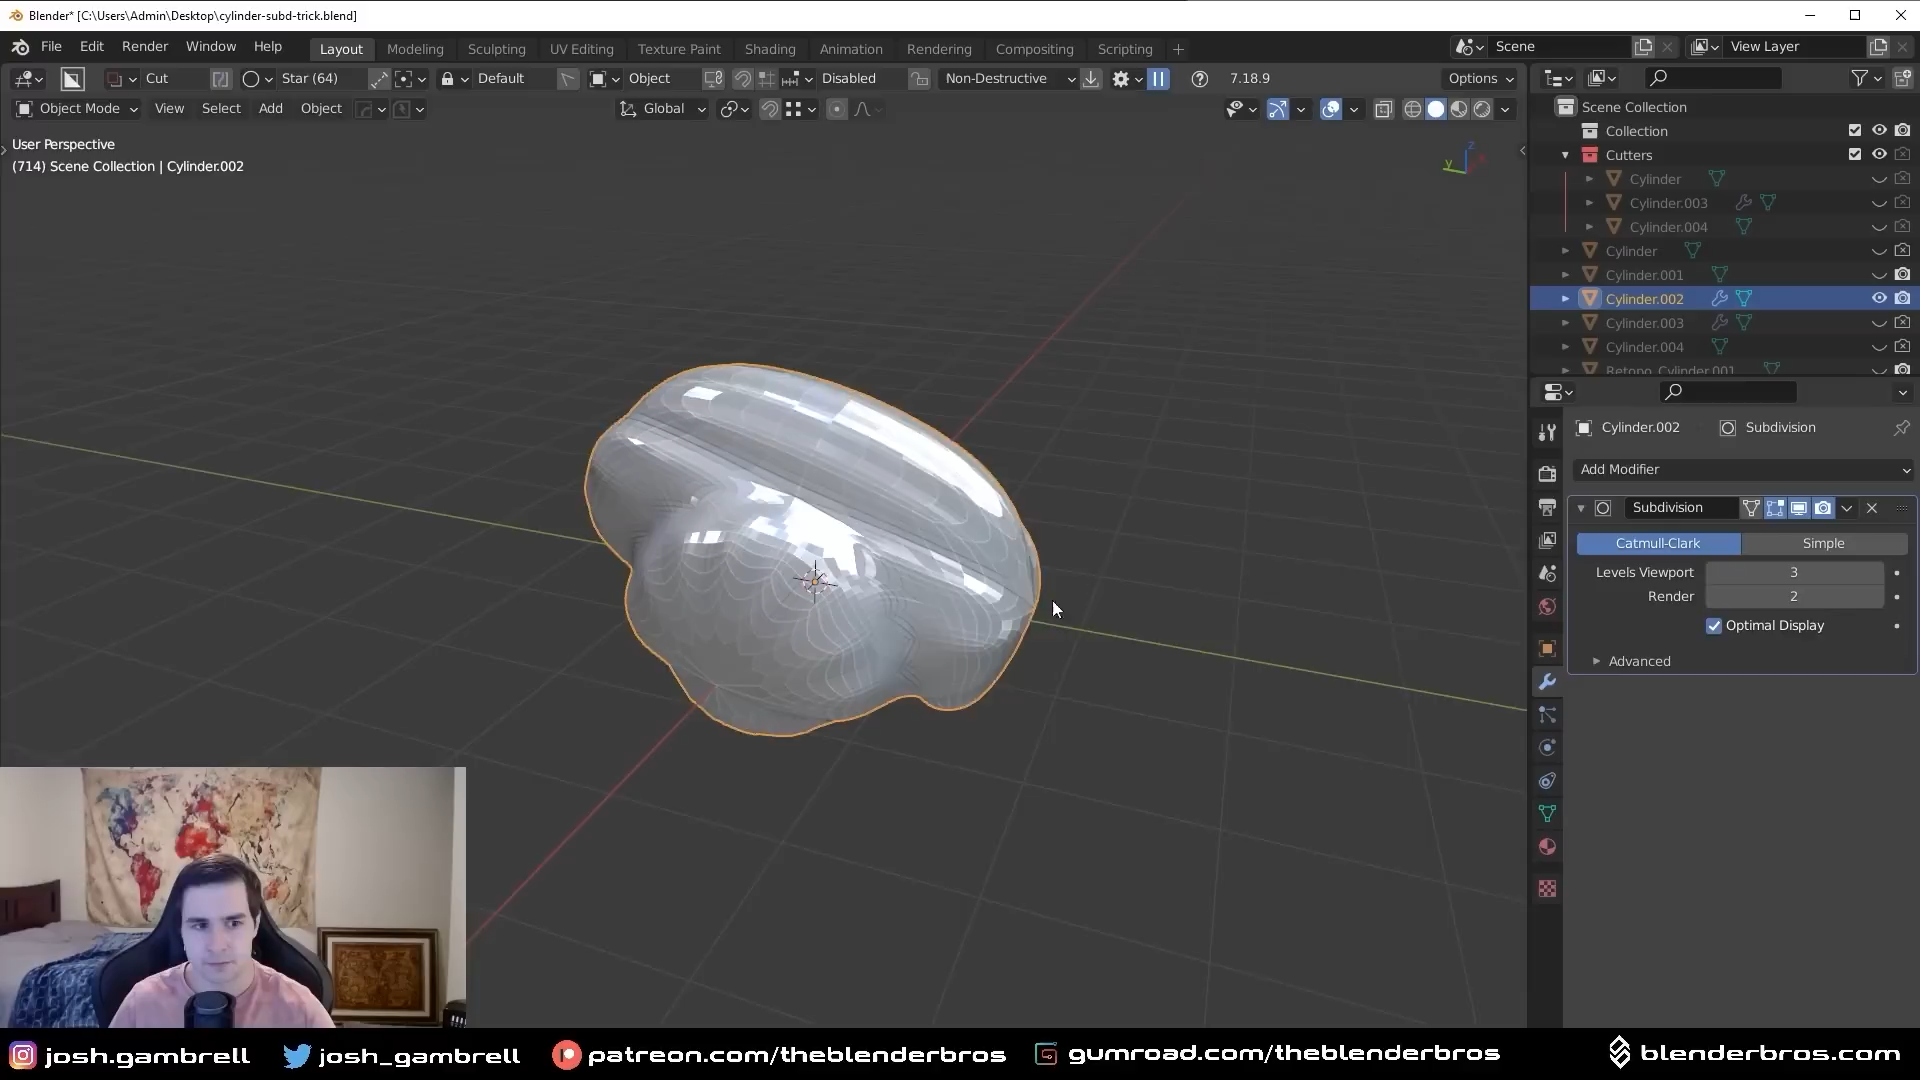 Blender* [C:\Users\Admin\Desktop\cylinder-subd-trick.blend]
File Edit Render Window Help Layout Modeling Sculpting UV Editing Texture Paint Shading Animation Rendering Compositing Scripting + Scene View Layer
Cut Star (64) Default Object Disabled Non-Destructive 7.18.9 Options
Object Mode View Select Add Object Global
User Perspective
(714) Scene Collection | Cylinder.002
Z
Y
Scene Collection
Collection
Cutters
Cylinder
Cylinder.003
Cylinder.004
Cylinder
Cylinder.001
Cylinder.002
Cylinder.003
Cylinder.004
Retopo_Cylinder.001
Cylinder.002 Subdivision
Add Modifier
Subdivision
Catmull-Clark Simple
Levels Viewport 3
Render 2
Optimal Display
Advanced
josh.gambrell josh_gambrell patreon.com/theblenderbros gumroad.com/theblenderbros blenderbros.com